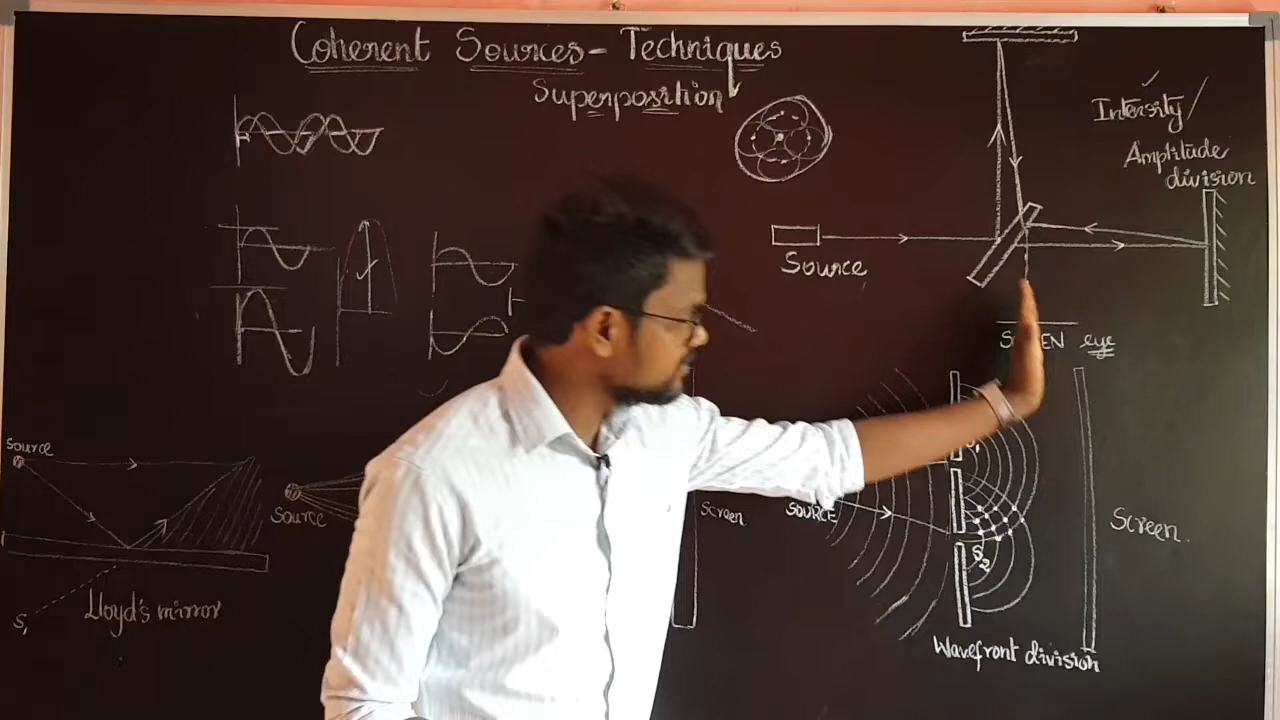 Coherent Sources - Techniques
Superposition
Intensity/
Amplitude
division
Source
eye
Source
Source
Screen
SOURCE
S2
Screen.
Lloyd's mirror
S1
Wavefront division